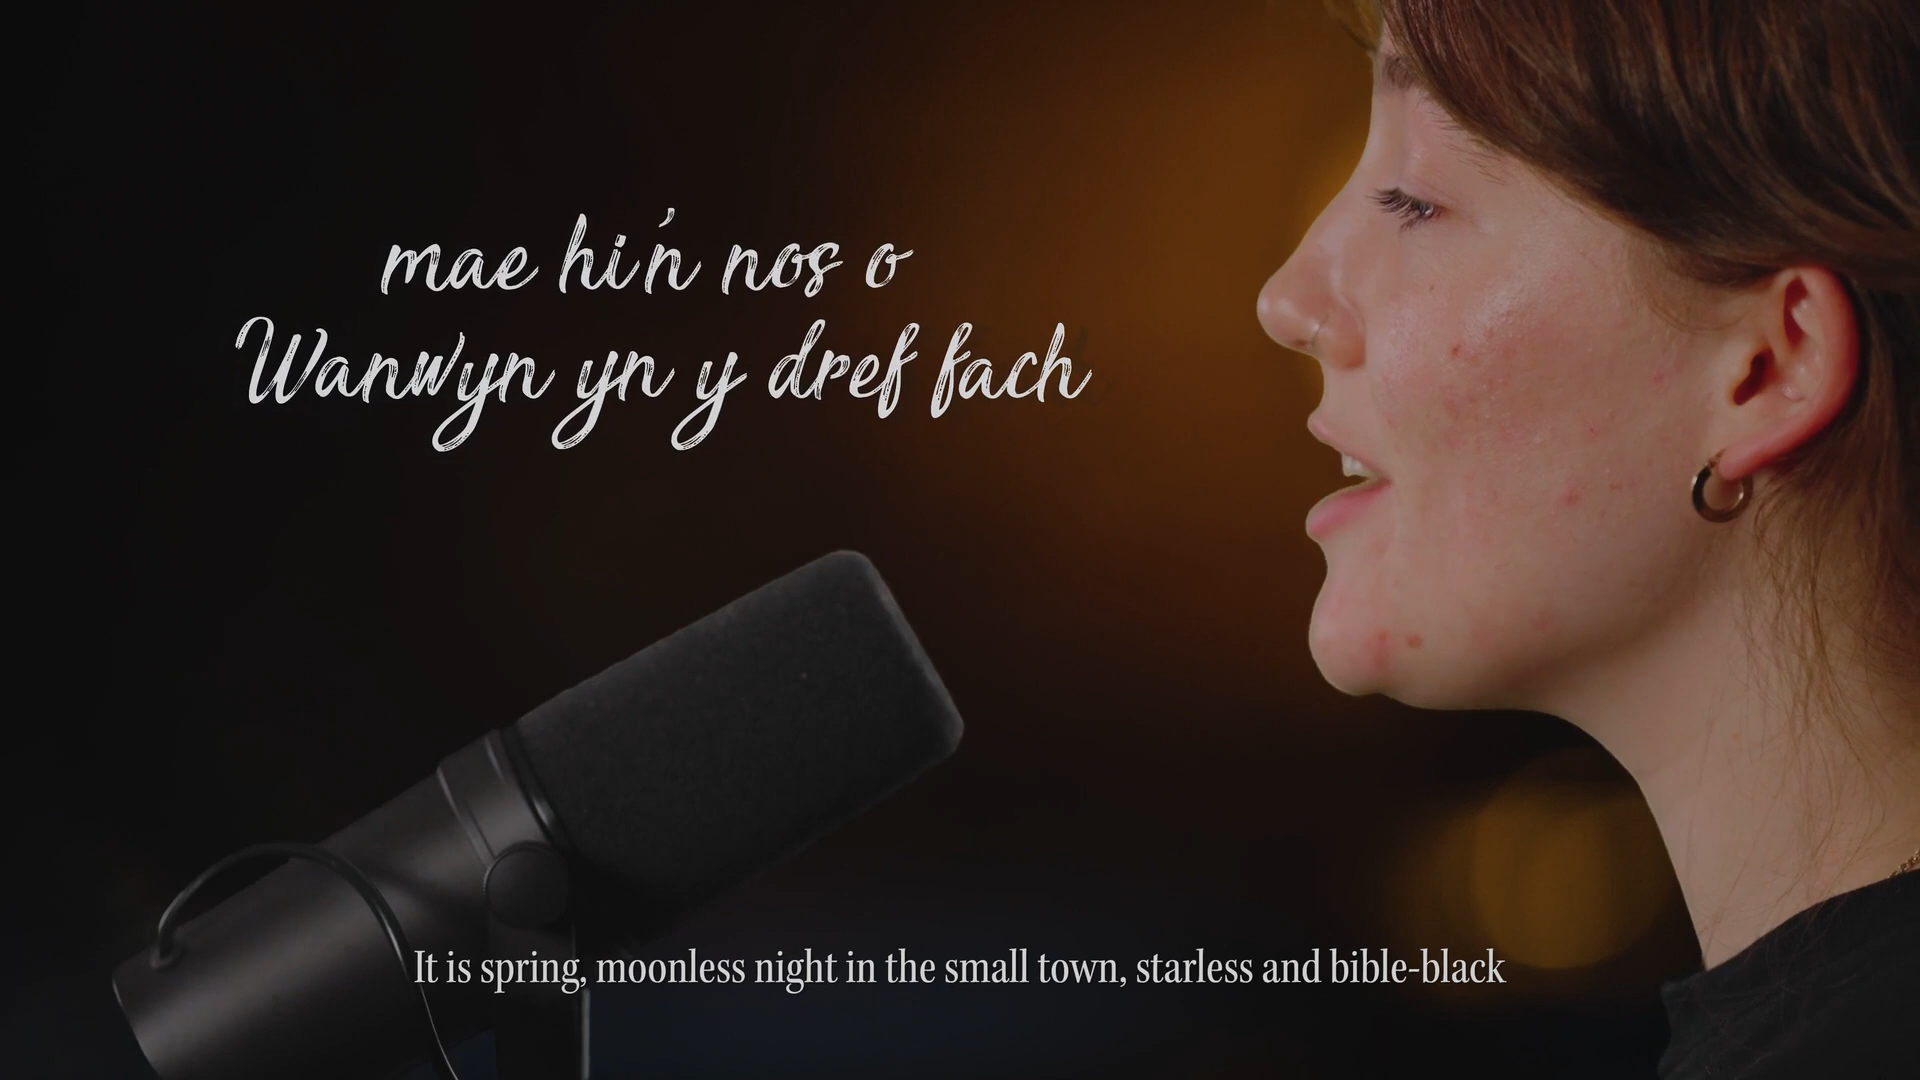 mae hi'n nos o
Wanwyn yn y dref fach
It is spring, moonless night in the small town, starless and bible-black